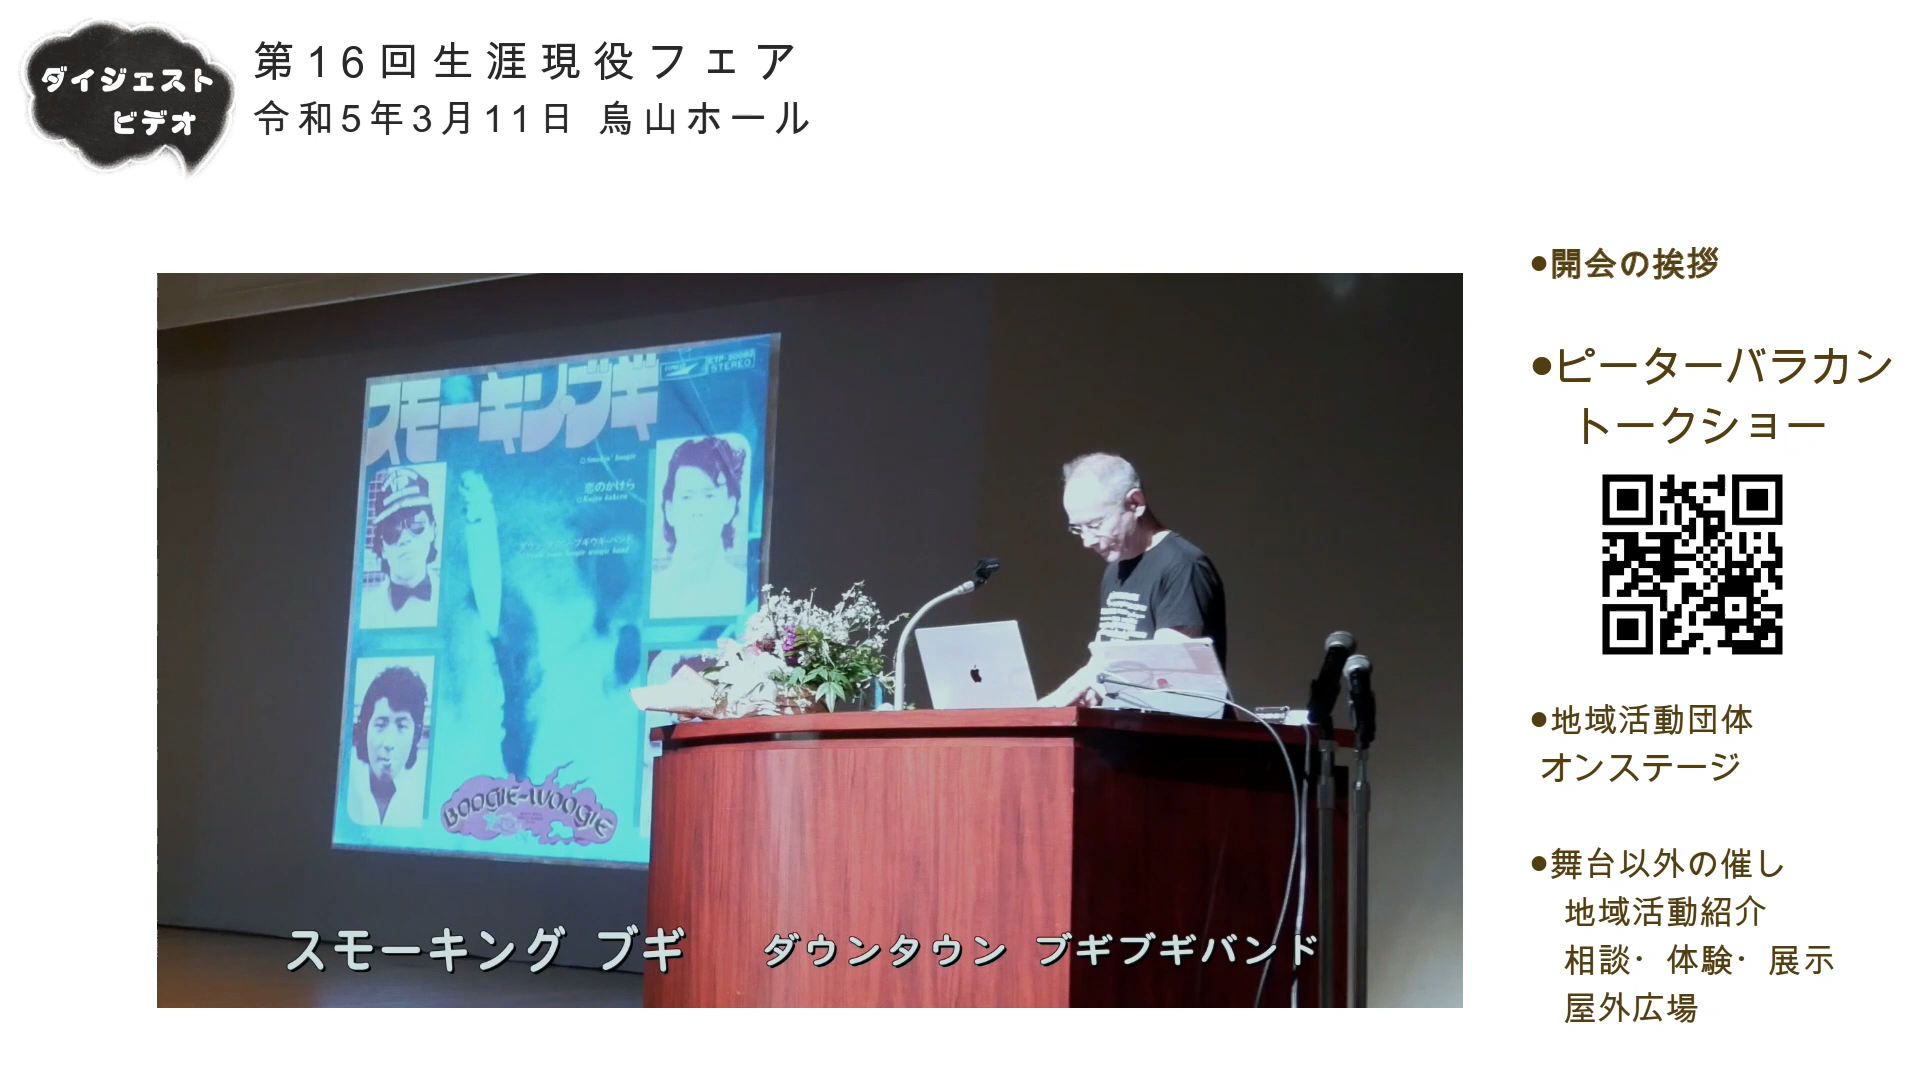 ダイジェスト
ビデオ
第16回生涯現役フェア
令和5年3月11日 烏山ホール
●開会の挨拶
●ピーターバラカン
トークショー
●地域活動団体
オンステージ
●舞台以外の催し
地域活動紹介
相談・体験・展示
屋外広場
スモーキン・ブギ
STEREO
恋のかけら
BOOGIE-WOOGIE
スモーキング ブギ ダウンタウン ブギブギバンド